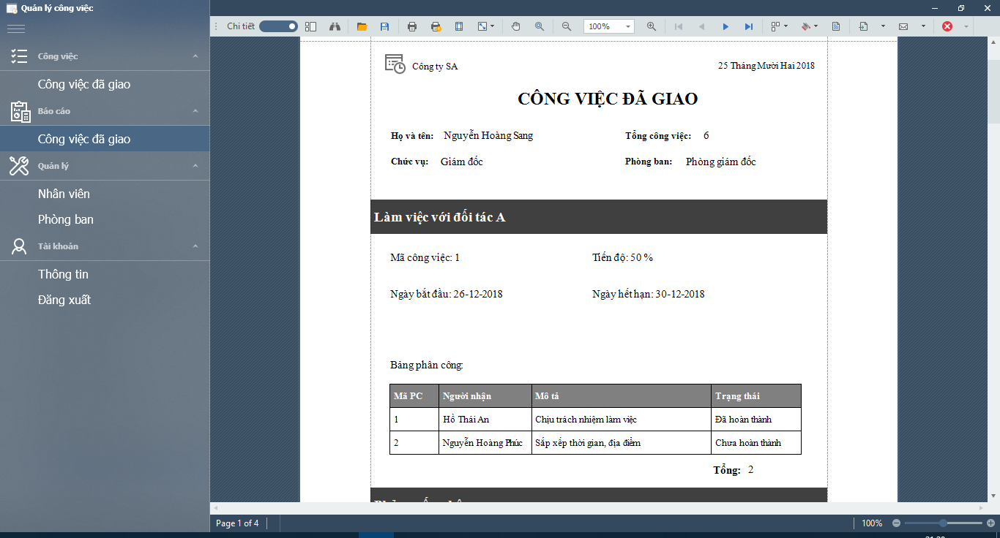 Quản lý công việc
Công việc
Công việc đã giao
Báo cáo
Công việc đã giao
Quản lý
Nhân viên
Phòng ban
Tài khoản
Thông tin
Đăng xuất
Chi tiết
100%
Công ty SA
25 Tháng Mười Hai 2018
CÔNG VIỆC ĐÃ GIAO
Họ và tên: Nguyễn Hoàng Sang
Tổng công việc: 6
Chức vụ: Giám đốc
Phòng ban: Phòng giám đốc
Làm việc với đối tác A
Mã công việc: 1
Tiến độ: 50 %
Ngày bắt đầu: 26-12-2018
Ngày hết hạn: 30-12-2018
Bảng phân công:
Mã PC Người nhận Mô tả Trạng thái
1 Hồ Thái An Chịu trách nhiệm làm việc Đã hoàn thành
2 Nguyễn Hoàng Phúc Sắp xếp thời gian, địa điểm Chưa hoàn thành
Tổng: 2
Page 1 of 4
100%